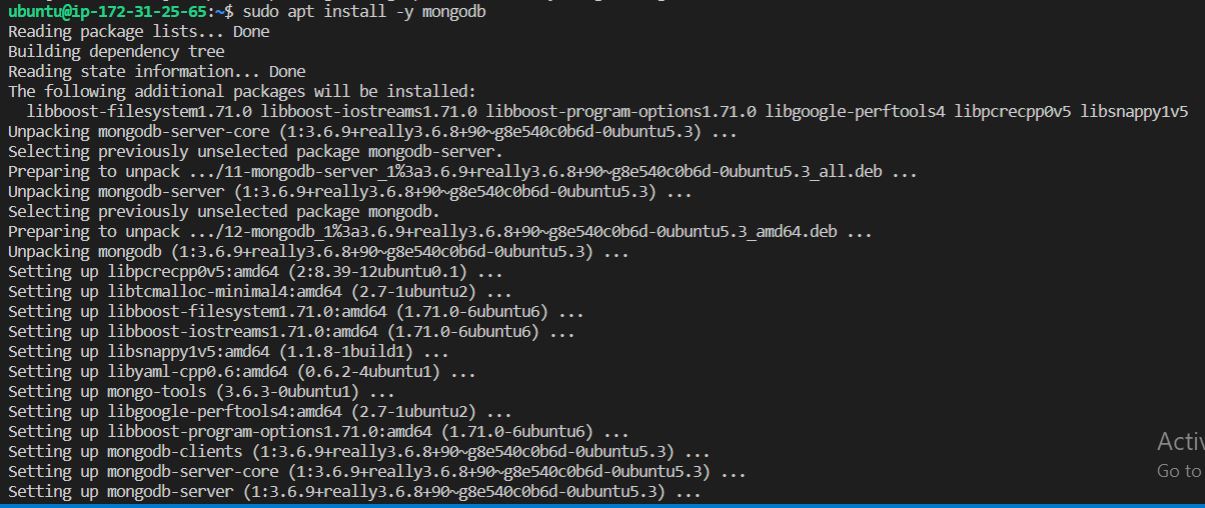 ubuntu@ip-172-31-25-65:~$ sudo apt install -y mongodb
Reading package lists... Done
Building dependency tree
Reading state information... Done
The following additional packages will be installed:
  libboost-filesystem1.71.0 libboost-iostreams1.71.0 libboost-program-options1.71.0 libgoogle-perftools4 libpcrecpp0v5 libsnappy1v5
Unpacking mongodb-server-core (1:3.6.9+really3.6.8+90~g8e540c0b6d-0ubuntu5.3) ...
Selecting previously unselected package mongodb-server.
Preparing to unpack .../11-mongodb-server_1%3a3.6.9+really3.6.8+90~g8e540c0b6d-0ubuntu5.3_all.deb ...
Unpacking mongodb-server (1:3.6.9+really3.6.8+90~g8e540c0b6d-0ubuntu5.3) ...
Selecting previously unselected package mongodb.
Preparing to unpack .../12-mongodb_1%3a3.6.9+really3.6.8+90~g8e540c0b6d-0ubuntu5.3_amd64.deb ...
Unpacking mongodb (1:3.6.9+really3.6.8+90~g8e540c0b6d-0ubuntu5.3) ...
Setting up libpcrecpp0v5:amd64 (2:8.39-12ubuntu0.1) ...
Setting up libtcmalloc-minimal4:amd64 (2.7-1ubuntu2) ...
Setting up libboost-filesystem1.71.0:amd64 (1.71.0-6ubuntu6) ...
Setting up libboost-iostreams1.71.0:amd64 (1.71.0-6ubuntu6) ...
Setting up libsnappy1v5:amd64 (1.1.8-1build1) ...
Setting up libyaml-cpp0.6:amd64 (0.6.2-4ubuntu1) ...
Setting up mongo-tools (3.6.3-0ubuntu1) ...
Setting up libgoogle-perftools4:amd64 (2.7-1ubuntu2) ...
Setting up libboost-program-options1.71.0:amd64 (1.71.0-6ubuntu6) ...
Setting up mongodb-clients (1:3.6.9+really3.6.8+90~g8e540c0b6d-0ubuntu5.3) ...
Setting up mongodb-server-core (1:3.6.9+really3.6.8+90~g8e540c0b6d-0ubuntu5.3) ...
Setting up mongodb-server (1:3.6.9+really3.6.8+90~g8e540c0b6d-0ubuntu5.3) ...
Activ
Go to